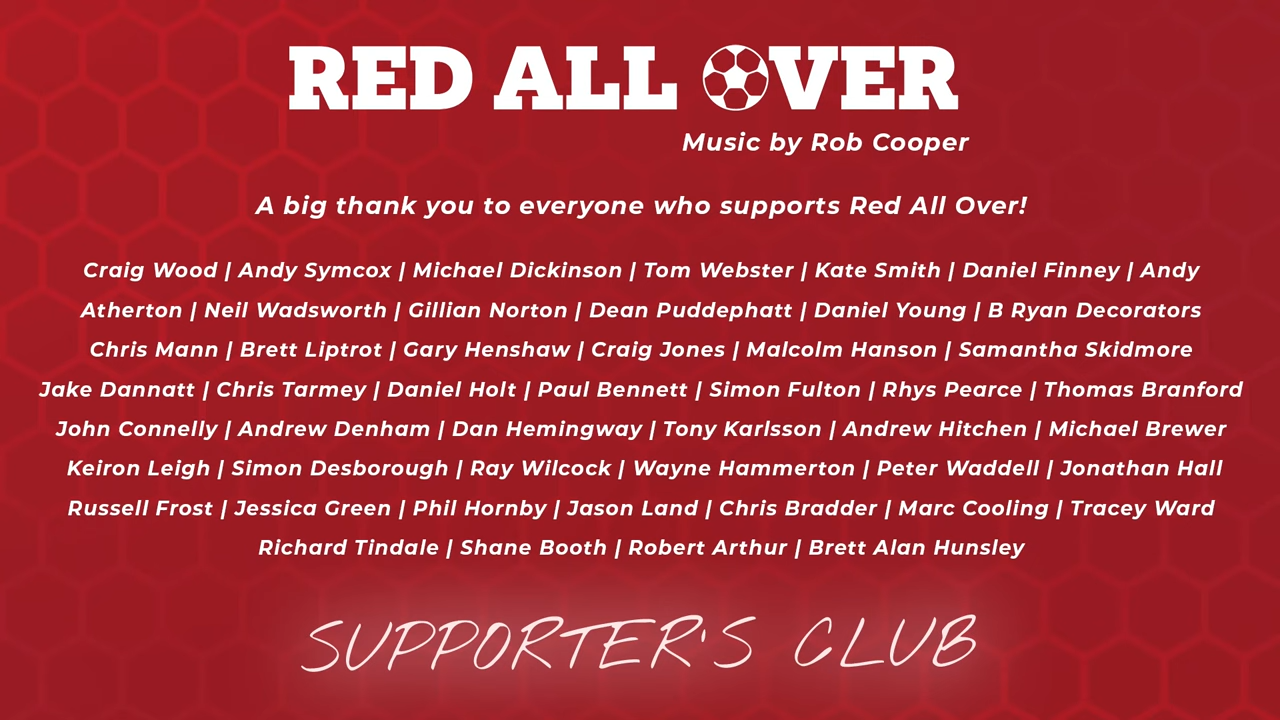 RED ALL OVER
Music by Rob Cooper
A big thank you to everyone who supports Red All Over!
Craig Wood | Andy Symcox | Michael Dickinson | Tom Webster | Kate Smith | Daniel Finney | Andy
Atherton | Neil Wadsworth | Gillian Norton | Dean Puddephatt | Daniel Young | B Ryan Decorators
Chris Mann | Brett Liptrot | Gary Henshaw | Craig Jones | Malcolm Hanson | Samantha Skidmore
Jake Dannatt | Chris Tarmey | Daniel Holt | Paul Bennett | Simon Fulton | Rhys Pearce | Thomas Branford
John Connelly | Andrew Denham | Dan Hemingway | Tony Karlsson | Andrew Hitchen | Michael Brewer
Keiron Leigh | Simon Desborough | Ray Wilcock | Wayne Hammerton | Peter Waddell | Jonathan Hall
Russell Frost | Jessica Green | Phil Hornby | Jason Land | Chris Bradder | Marc Cooling | Tracey Ward
Richard Tindale | Shane Booth | Robert Arthur | Brett Alan Hunsley
SUPPORTER'S CLUB